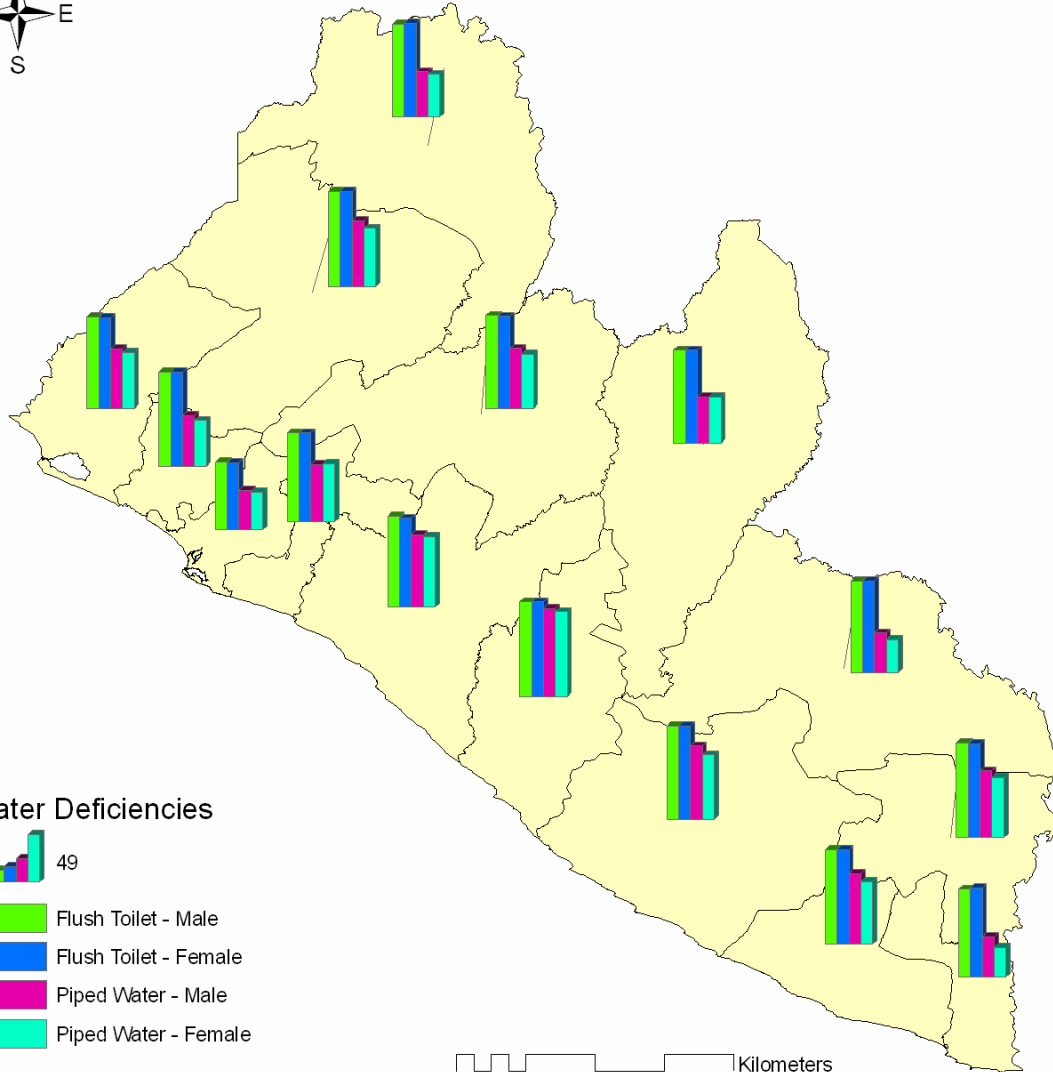 E
S
ater Deficiencies
49
Flush Toilet - Male
Flush Toilet - Female
Piped Water - Male
Piped Water - Female
Kilometers